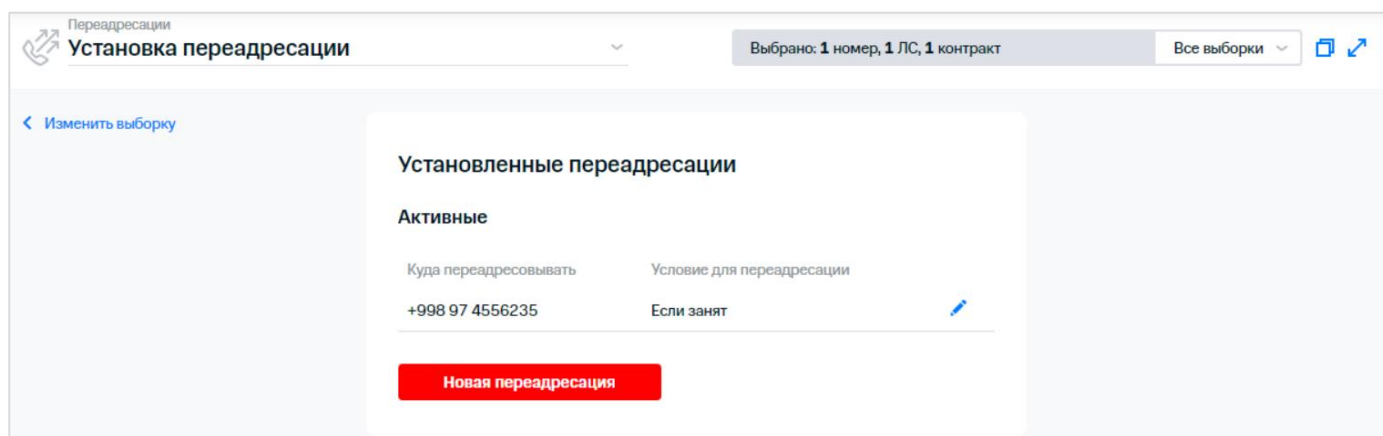 Переадресации
Установка переадресации
Выбрано: 1 номер, 1 ЛС, 1 контракт
Все выборки
Изменить выборку
Установленные переадресации
Активные
Куда переадресовывать Условие для переадресации
+998 97 4556235 Если занят
Новая переадресация